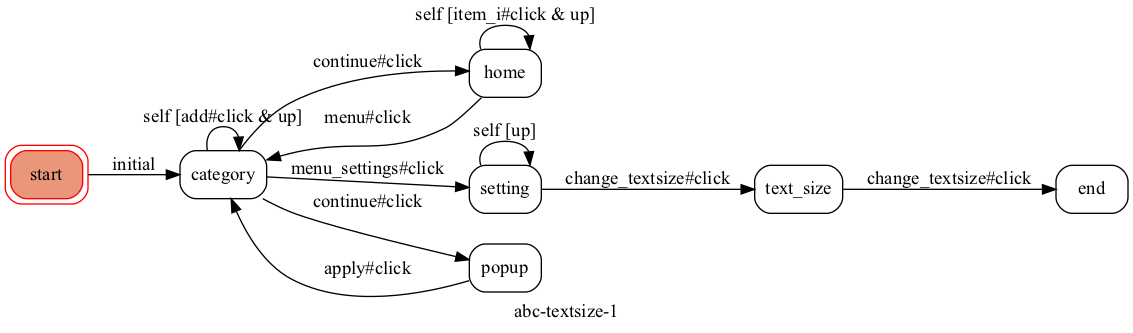 self [item_i#click & up]
continue#click
home
self [add#click & up]
menu#click
self [up]
start
initial
category
menu_settings#click
setting
change_textsize#click
text_size
change_textsize#click
end
continue#click
apply#click
popup
abc-textsize-1